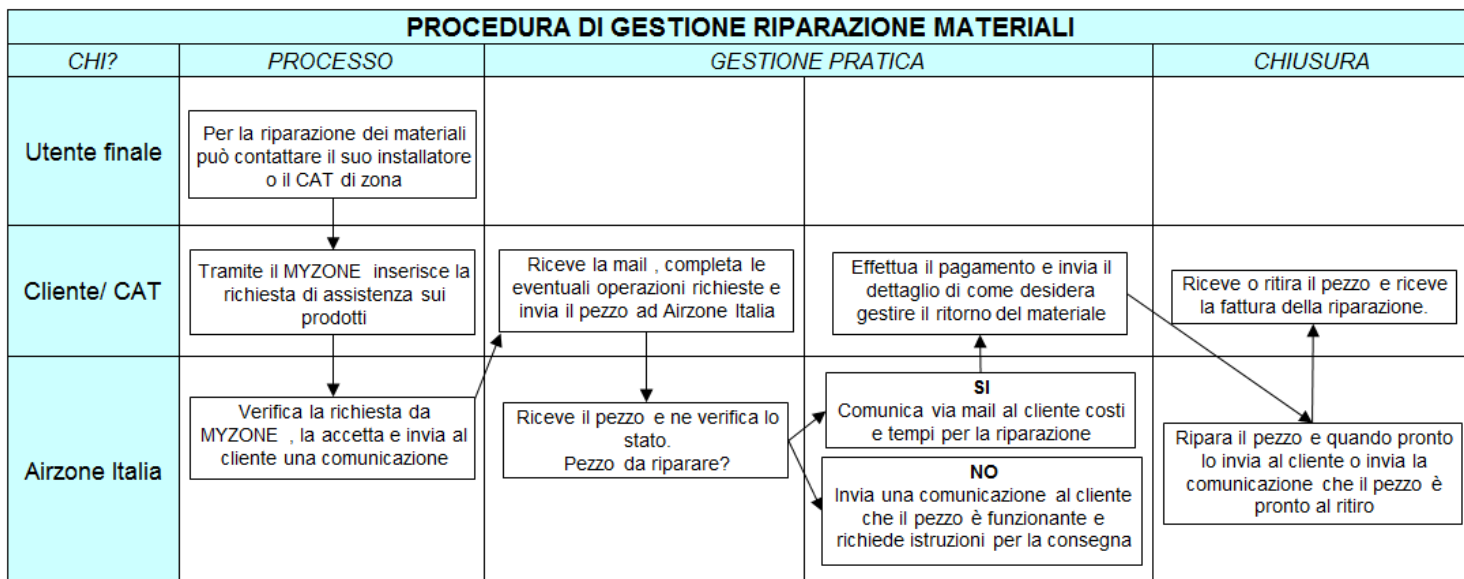 PROCEDURA DI GESTIONE RIPARAZIONE MATERIALI
CHI?
PROCESSO
GESTIONE PRATICA
CHIUSURA
Utente finale
Per la riparazione dei materiali
può contattare il suo installatore
o il CAT di zona
Cliente/ CAT
Tramite il MYZONE inserisce la
richiesta di assistenza sui
prodotti
Riceve la mail , completa le
eventuali operazioni richieste e
invia il pezzo ad Airzone Italia
Effettua il pagamento e invia il
dettaglio di come desidera
gestire il ritorno del materiale
Riceve o ritira il pezzo e riceve
la fattura della riparazione.
Airzone Italia
Verifica la richiesta da
MYZONE , la accetta e invia al
cliente una comunicazione
Riceve il pezzo e ne verifica lo
stato.
Pezzo da riparare?
SI
Comunica via mail al cliente costi
e tempi per la riparazione
NO
Invia una comunicazione al cliente
che il pezzo è funzionante e
richiede istruzioni per la consegna
Ripara il pezzo e quando pronto
lo invia al cliente o invia la
comunicazione che il pezzo è
pronto al ritiro